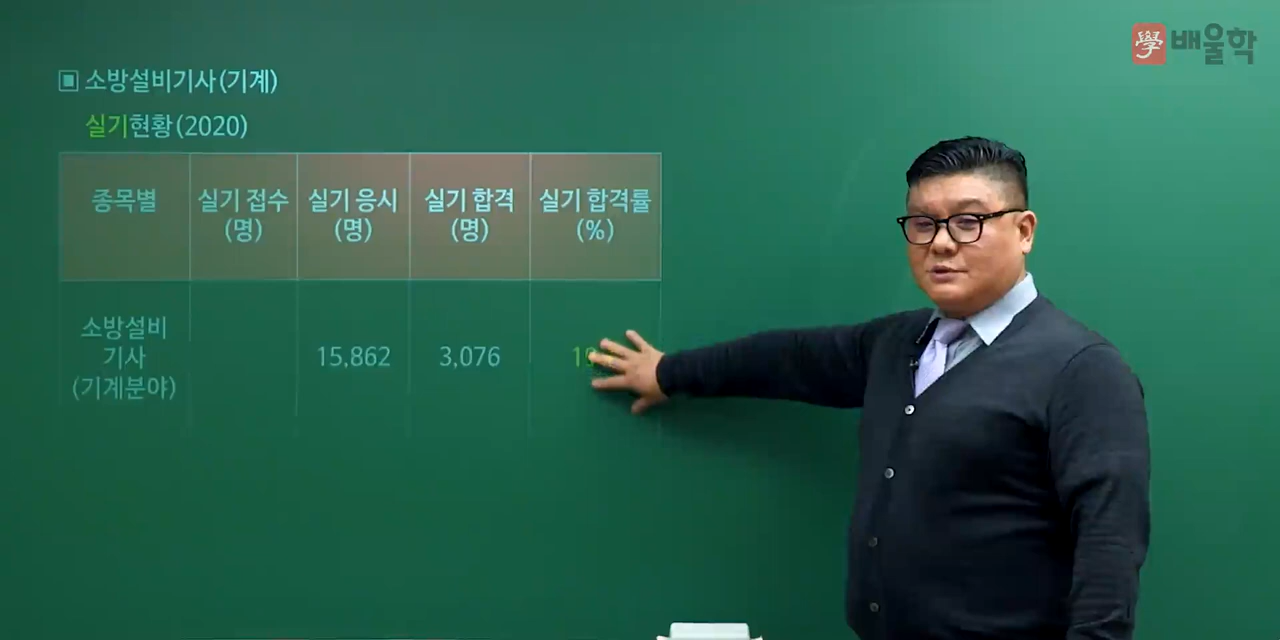 學 배울학
▣ 소방설비기사(기계)
실기현황(2020)
종목별 실기 접수 실기 응시 실기 합격 실기 합격률
(명) (명) (명) (%)
소방설비
기사 15,862 3,076
(기계분야)